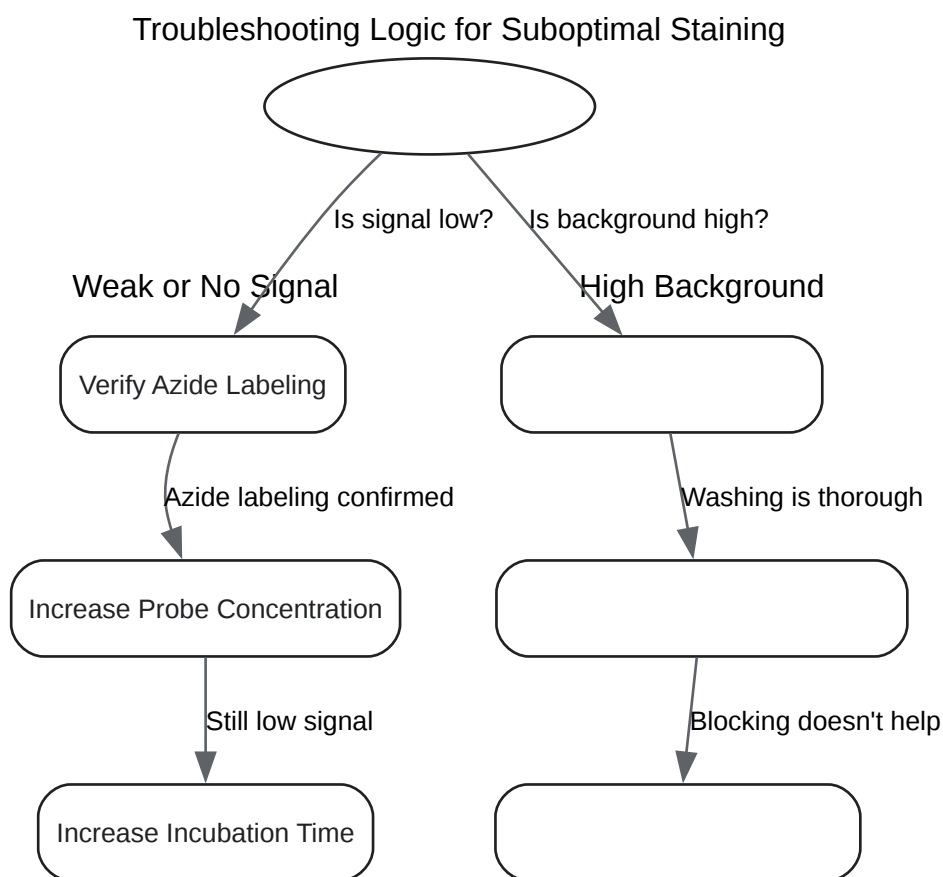 Troubleshooting Logic for Suboptimal Staining
Is signal low?
Is background high?
Weak or No Signal
High Background
Verify Azide Labeling
Azide labeling confirmed
Washing is thorough
Increase Probe Concentration
Still low signal
Blocking doesn't help
Increase Incubation Time